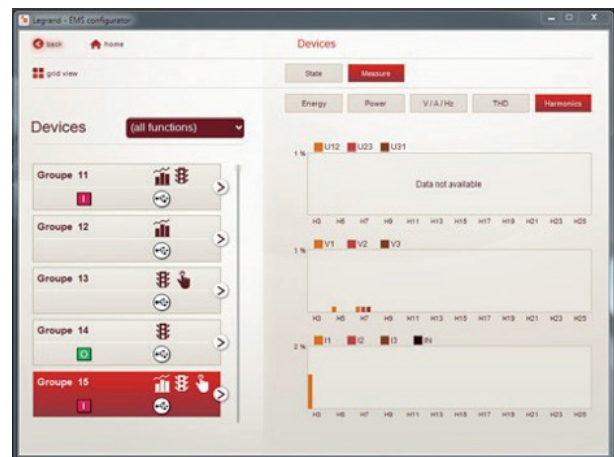 Legrand - EMS configurator
back
home
Devices
grid view
State
Measure
Energy
Power
V / A / Hz
THD
Harmonics
Devices
(all functions)
Groupe 11
I
Groupe 12
Groupe 13
Groupe 14
O
Groupe 15
I
U12 U23 U31
1 %
Data not available
H3 H5 H7 H9 H11 H13 H15 H17 H19 H21 H23 H25
V1 V2 V3
1 %
H3 H5 H7 H9 H11 H13 H15 H17 H19 H21 H23 H25
I1 I2 I3 IN
2 %
H3 H5 H7 H9 H11 H13 H15 H17 H19 H21 H23 H25